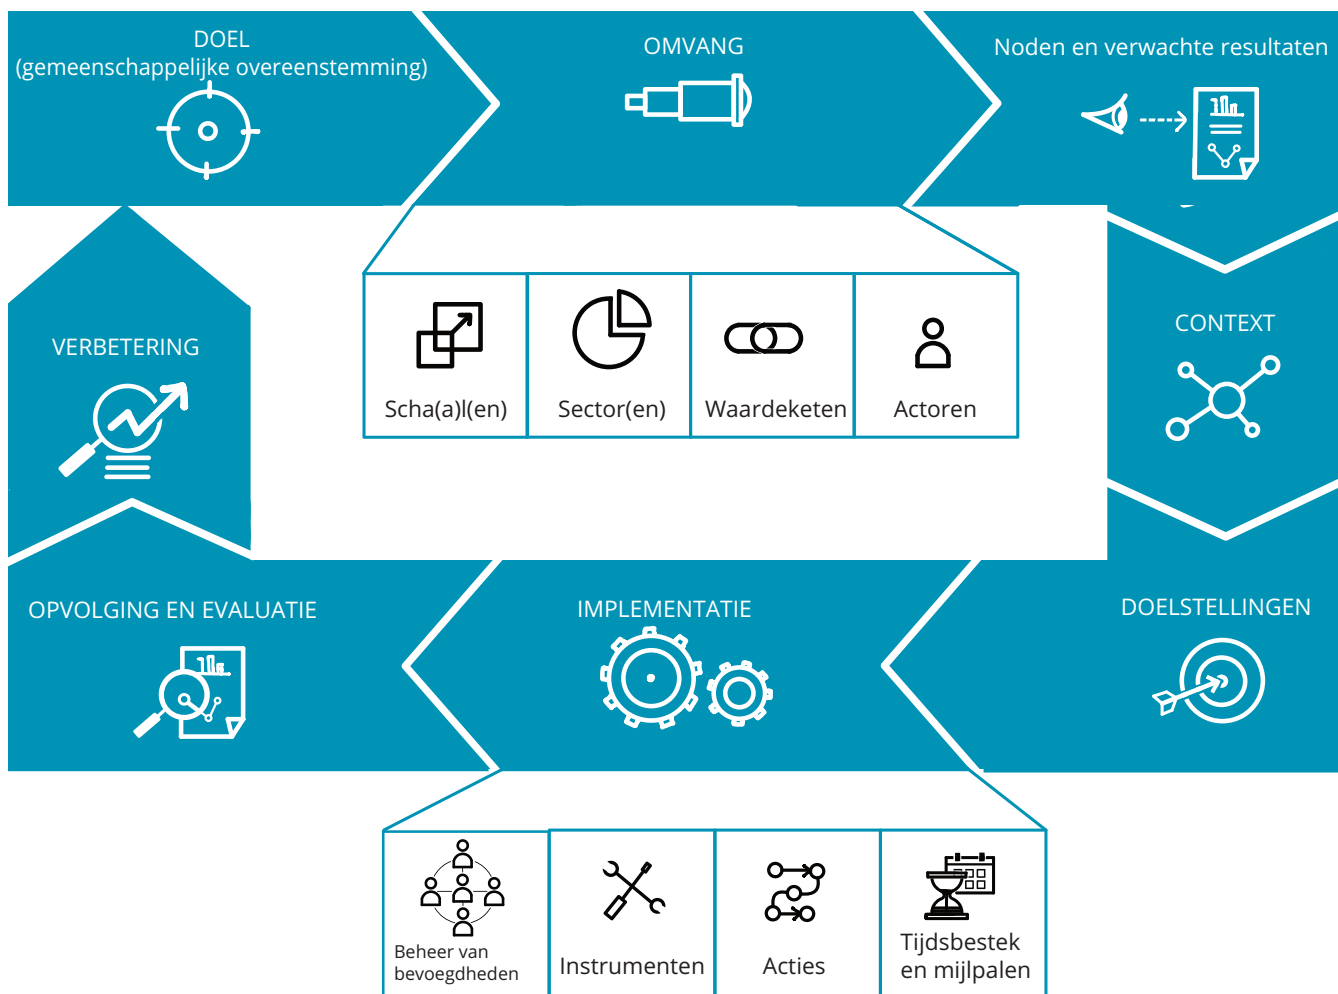 DOEL
(gemeenschappelijke overeenstemming)
OMVANG
Noden en verwachte resultaten
CONTEXT
VERBETERING
Scha(a)l(en)
Sector(en)
Waardeketen
Actoren
OPVOLGING EN EVALUATIE
IMPLEMENTATIE
DOELSTELLINGEN
Beheer van
bevoegdheden
Instrumenten
Acties
Tijdsbestek
en mijlpalen